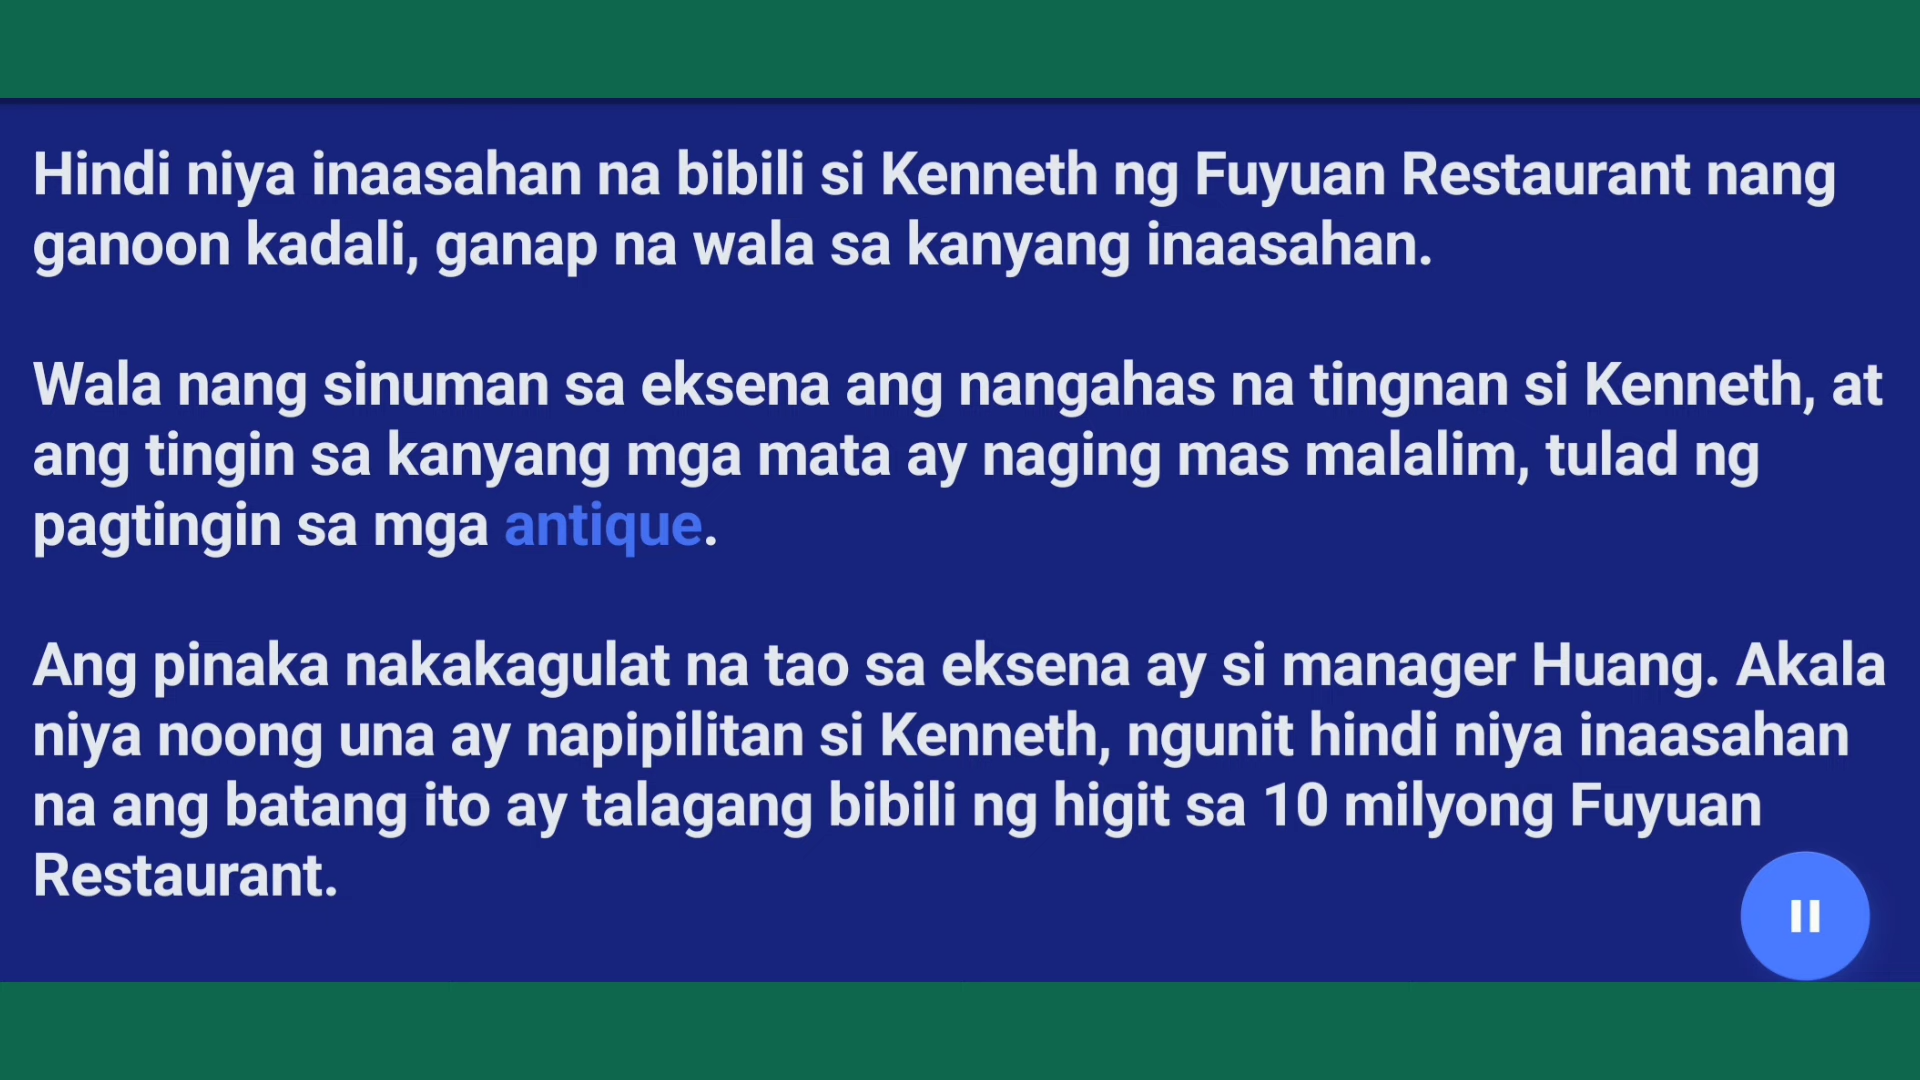 Hindi niya inaasahan na bibili si Kenneth ng Fuyuan Restaurant nang
ganoon kadali, ganap na wala sa kanyang inaasahan.
Wala nang sinuman sa eksena ang nangahas na tingnan si Kenneth, at
ang tingin sa kanyang mga mata ay naging mas malalim, tulad ng
pagtingin sa mga antique.
Ang pinaka nakakagulat na tao sa eksena ay si manager Huang. Akala
niya noong una ay napipilitan si Kenneth, ngunit hindi niya inaasahan
na ang batang ito ay talagang bibili ng higit sa 10 milyong Fuyuan
Restaurant.